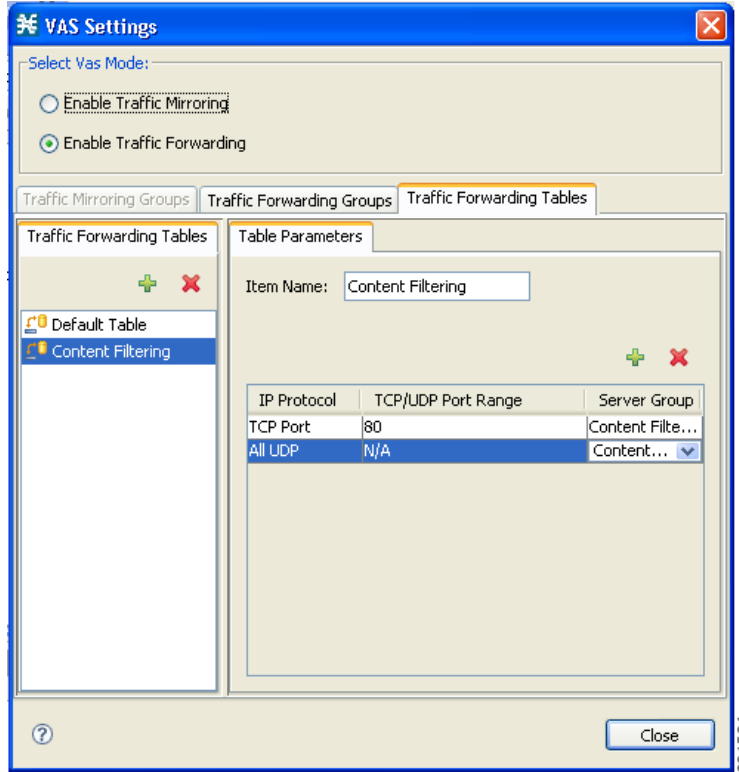 VAS Settings
Select Vas Mode:
Enable Traffic Mirroring
Enable Traffic Forwarding
Traffic Mirroring Groups
Traffic Forwarding Groups
Traffic Forwarding Tables
Traffic Forwarding Tables
Default Table
Content Filtering
Table Parameters
Item Name: Content Filtering
IP Protocol TCP/UDP Port Range Server Group
TCP Port 80 Content Filte...
All UDP N/A Content...
Close